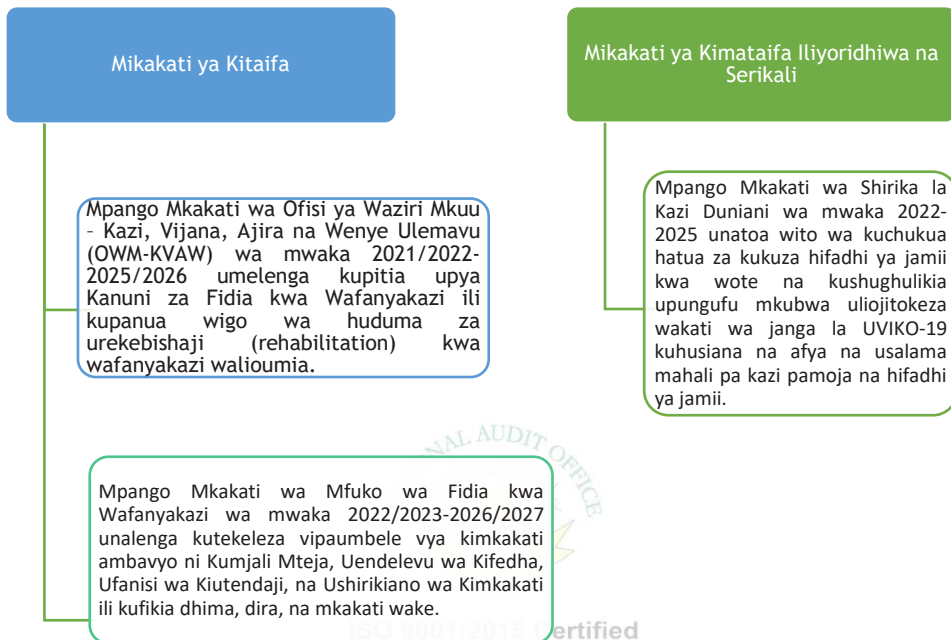 Mikakati ya Kitaifa
Mpango Mkakati wa Ofisi ya Waziri Mkuu
– Kazi, Vijana, Ajira na Wenye Ulemavu
(OWM-KVAW) wa mwaka 2021/2022-
2025/2026 umelenga kupitia upya
Kanuni za Fidia kwa Wafanyakazi ili
kupanua wigo wa huduma za
urekebishaji (rehabilitation) kwa
wafanyakazi walioumia.
Mpango Mkakati wa Mfuko wa Fidia kwa
Wafanyakazi wa mwaka 2022/2023-2026/2027
unalenga kutekeleza vipaumbele vya kimkakati
ambavyo ni Kumjali Mteja, Uendelevu wa Kifedha,
Ufanisi wa Kiutendaji, na Ushirikiano wa Kimkakati
ili kufikia dhima, dira, na mkakati wake.
Mikakati ya Kimataifa Iliyoridhiwa na
Serikali
Mpango Mkakati wa Shirika la
Kazi Duniani wa mwaka 2022-
2025 unatoa wito wa kuchukua
hatua za kukuza hifadhi ya jamii
kwa wote na kushughulikia
upungufu mkubwa uliojitokeza
wakati wa janga la UVIKO-19
kuhusiana na afya na usalama
mahali pa kazi pamoja na hifadhi
ya jamii.
AUDIT OFFICE
ISO 9001:2015 Certified